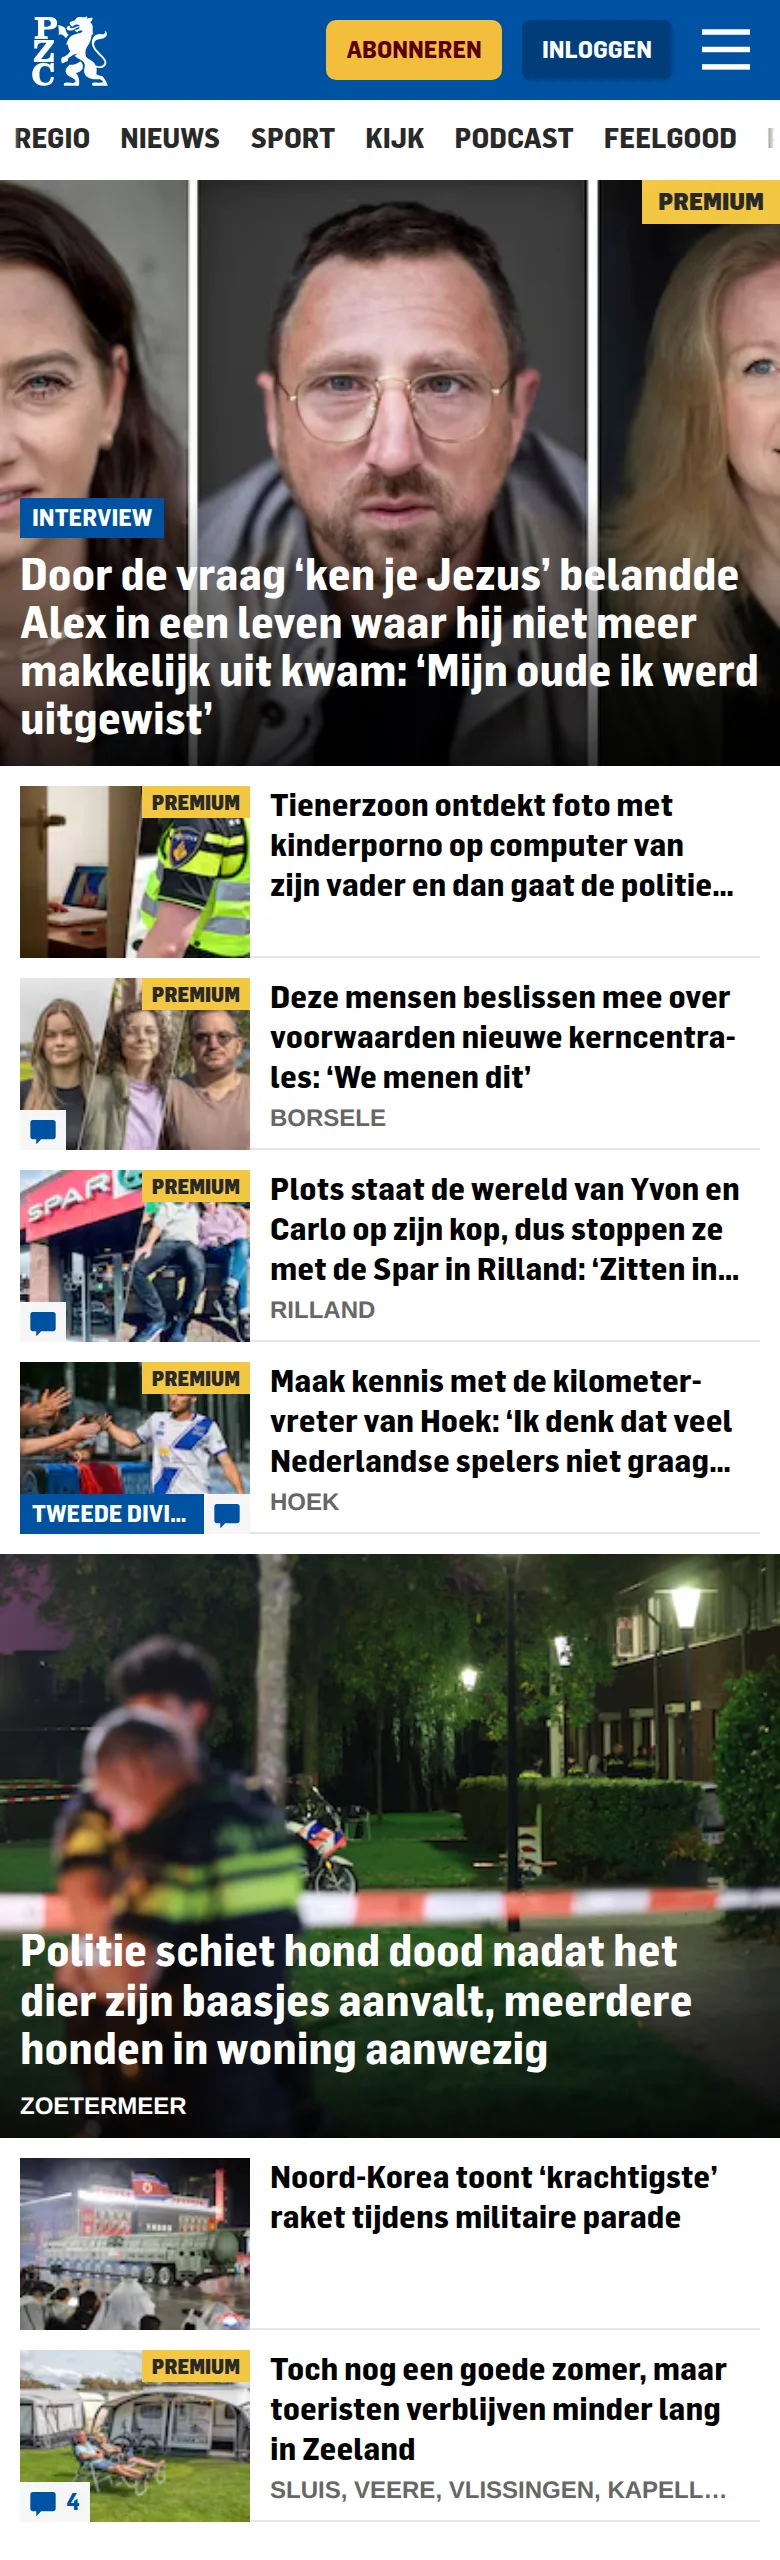 PZC
ABONNEREN
INLOGGEN
REGIO NIEUWS SPORT KIJK PODCAST FEELGOOD
PREMIUM
INTERVIEW
Door de vraag ‘ken je Jezus’ belandde
Alex in een leven waar hij niet meer
makkelijk uit kwam: ‘Mijn oude ik werd
uitgewist’
PREMIUM
Tienerzoon ontdekt foto met
kinderporno op computer van
zijn vader en dan gaat de politie...
PREMIUM
Deze mensen beslissen mee over
voorwaarden nieuwe kerncentra-
les: ‘We menen dit’
BORSELE
SPAR
PREMIUM
Plots staat de wereld van Yvon en
Carlo op zijn kop, dus stoppen ze
met de Spar in Rilland: ‘Zitten in...
RILLAND
PREMIUM
TWEEDE DIVI...
Maak kennis met de kilometer-
vreter van Hoek: ‘Ik denk dat veel
Nederlandse spelers niet graag...
HOEK
Politie schiet hond dood nadat het
dier zijn baasjes aanvalt, meerdere
honden in woning aanwezig
ZOETERMEER
Noord-Korea toont ‘krachtigste’
raket tijdens militaire parade
PREMIUM
4
Toch nog een goede zomer, maar
toeristen verblijven minder lang
in Zeeland
SLUIS, VEERE, VLISSINGEN, KAPELL...